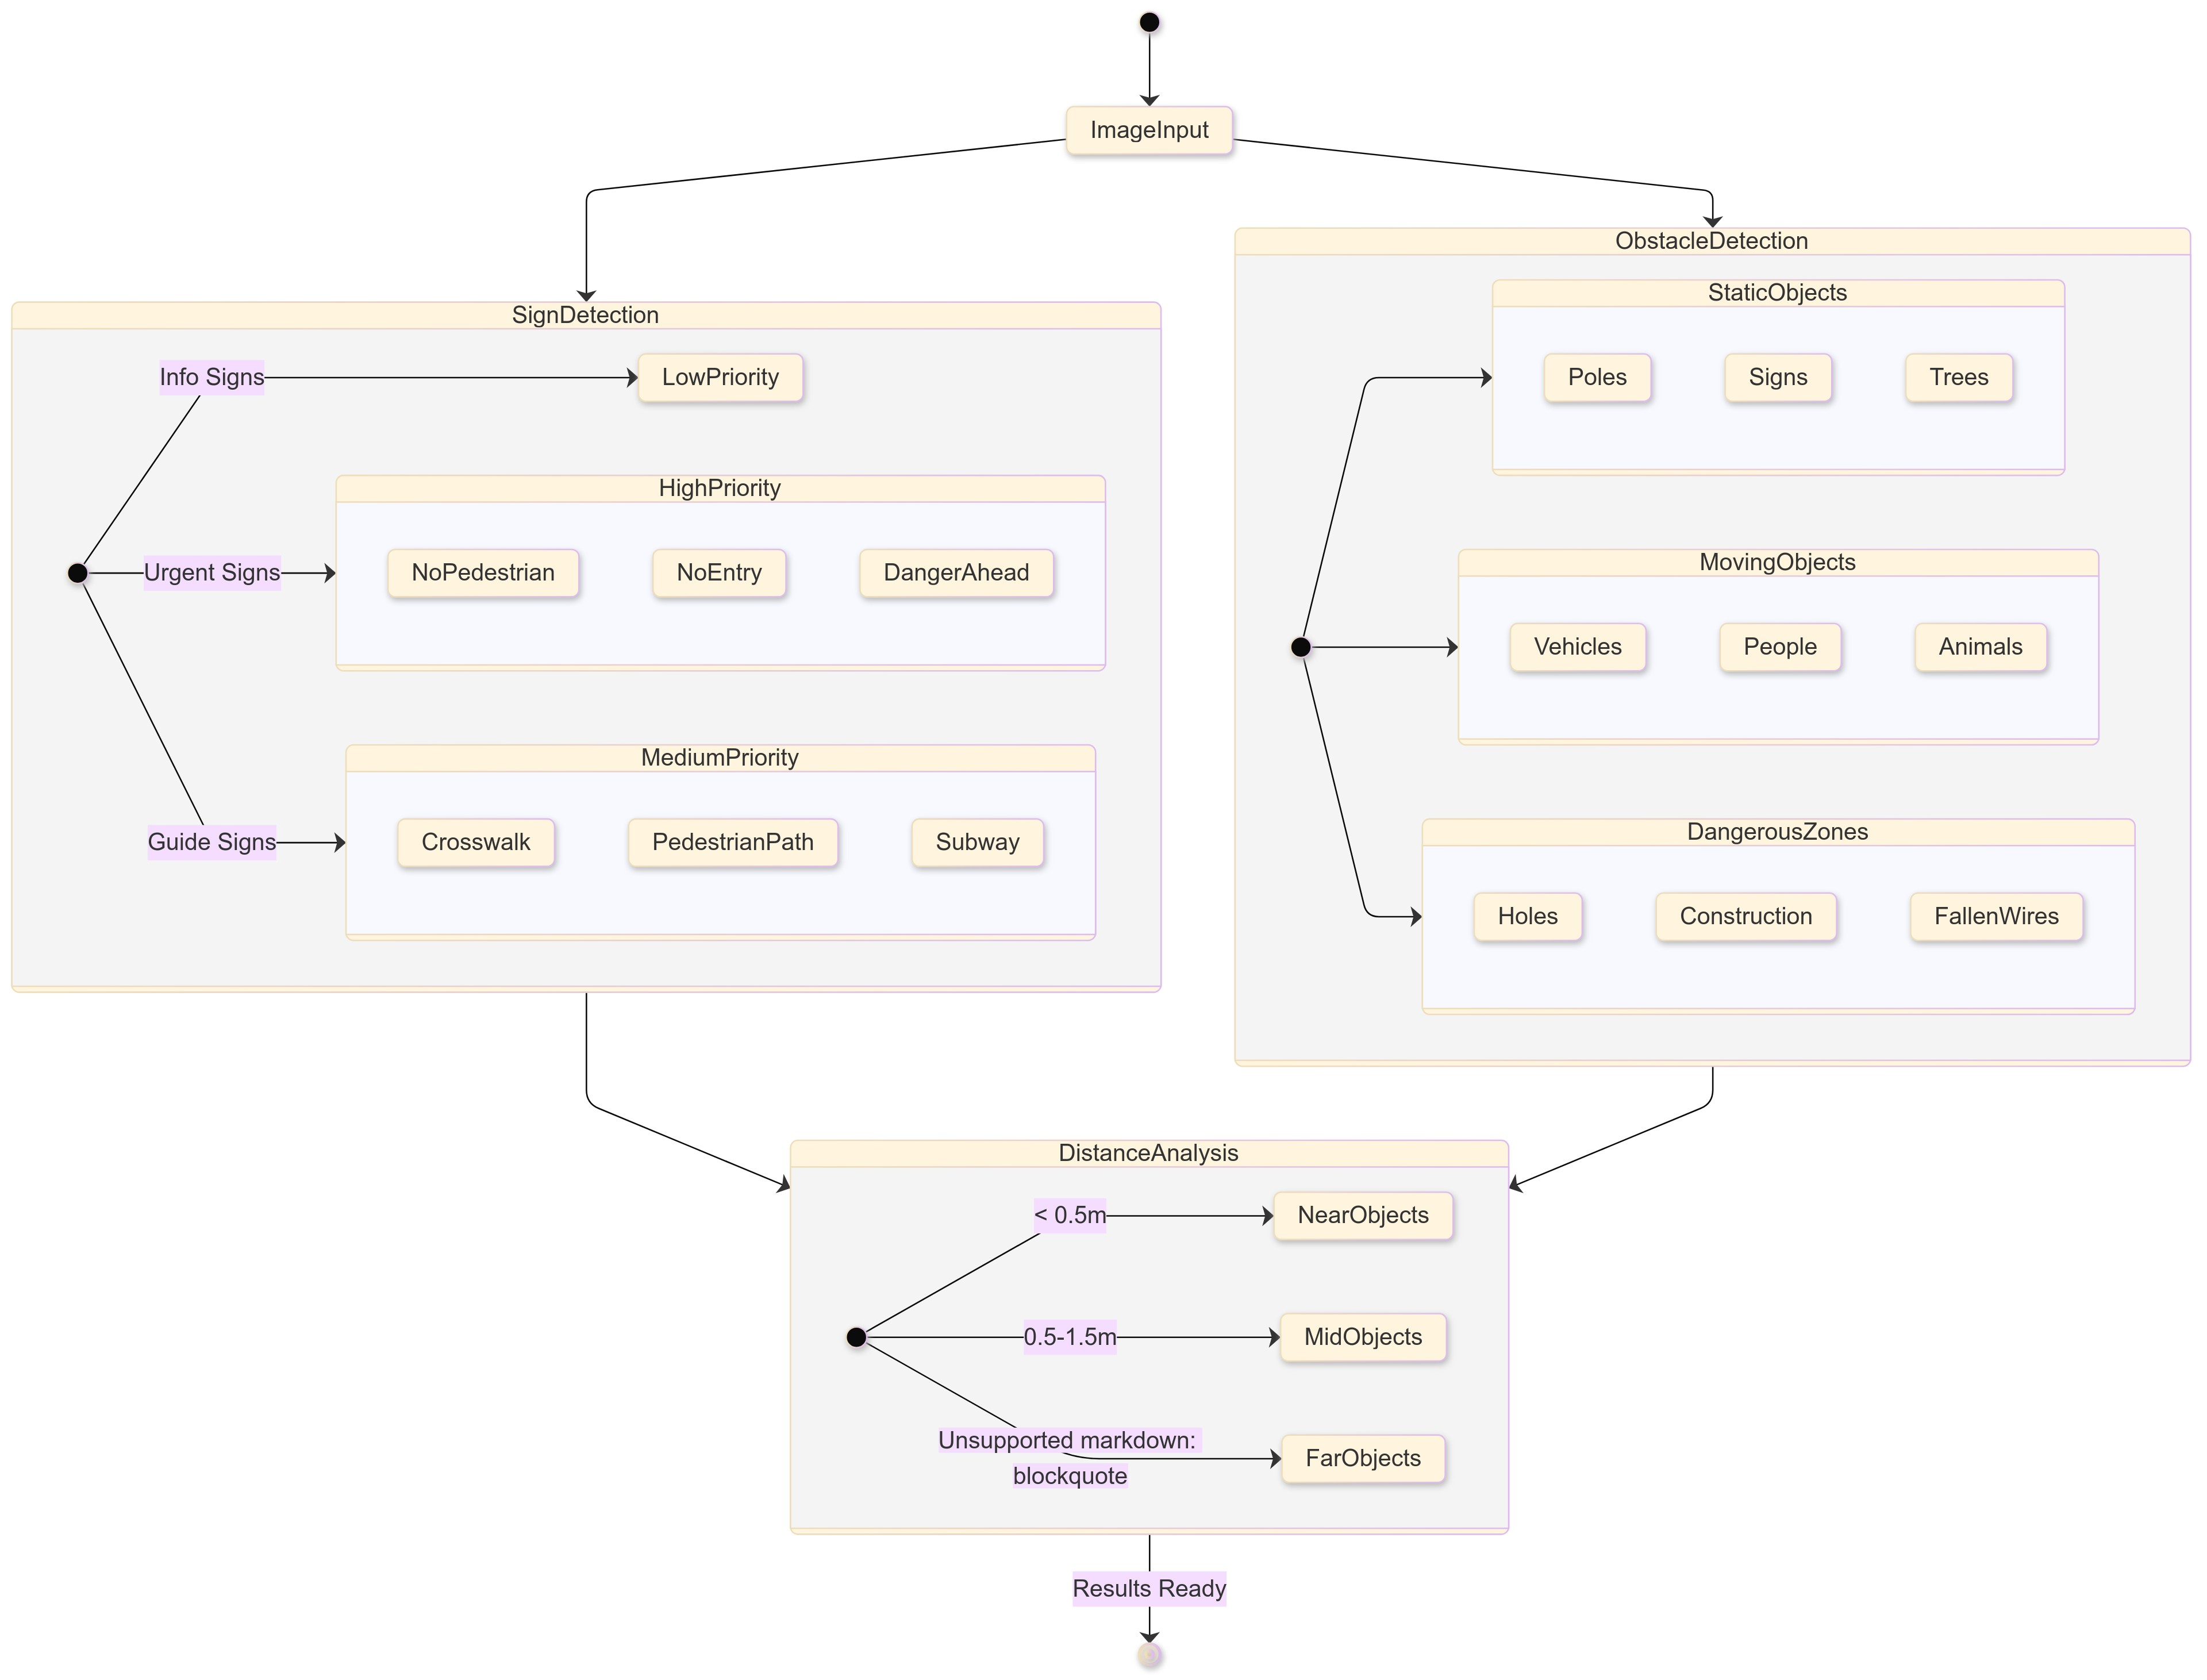 ImageInput
SignDetection
Info Signs
LowPriority
HighPriority
Urgent Signs
NoPedestrian
NoEntry
DangerAhead
MediumPriority
Guide Signs
Crosswalk
PedestrianPath
Subway
ObstacleDetection
StaticObjects
Poles
Signs
Trees
MovingObjects
Vehicles
People
Animals
DangerousZones
Holes
Construction
FallenWires
DistanceAnalysis
< 0.5m
NearObjects
0.5-1.5m
MidObjects
Unsupported markdown:
blockquote
FarObjects
Results Ready